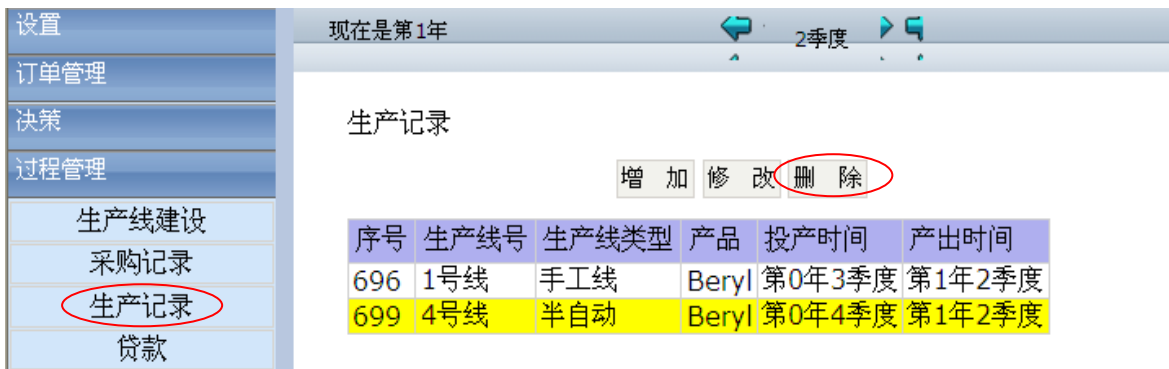 设置
订单管理
决策
过程管理
生产线建设
采购记录
生产记录
贷款
现在是第1年 2季度
生产记录
增 加 修 改 删 除
序号 生产线号 生产线类型 产品 投产时间 产出时间
696 1号线 手工线 Beryl 第0年3季度 第1年2季度
699 4号线 半自动 Beryl 第0年4季度 第1年2季度